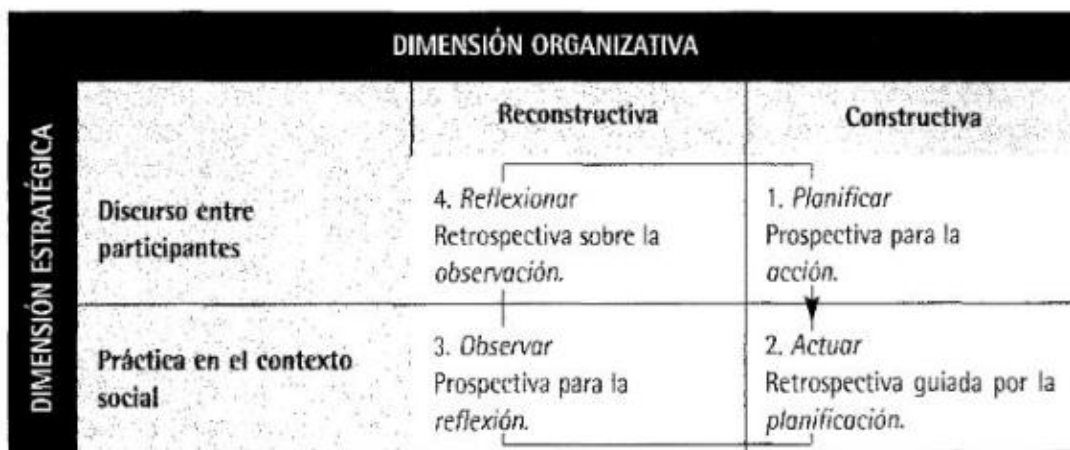 DIMENSIÓN ORGANIZATIVA
DIMENSIÓN ESTRATÉGICA
Reconstructiva
Constructiva
Discurso entre
participantes
4. Reflexionar
Retrospectiva sobre la
observación.
1. Planificar
Prospectiva para la
acción.
Práctica en el contexto
social
3. Observar
Prospectiva para la
reflexión.
2. Actuar
Retrospectiva guiada por la
planificación.